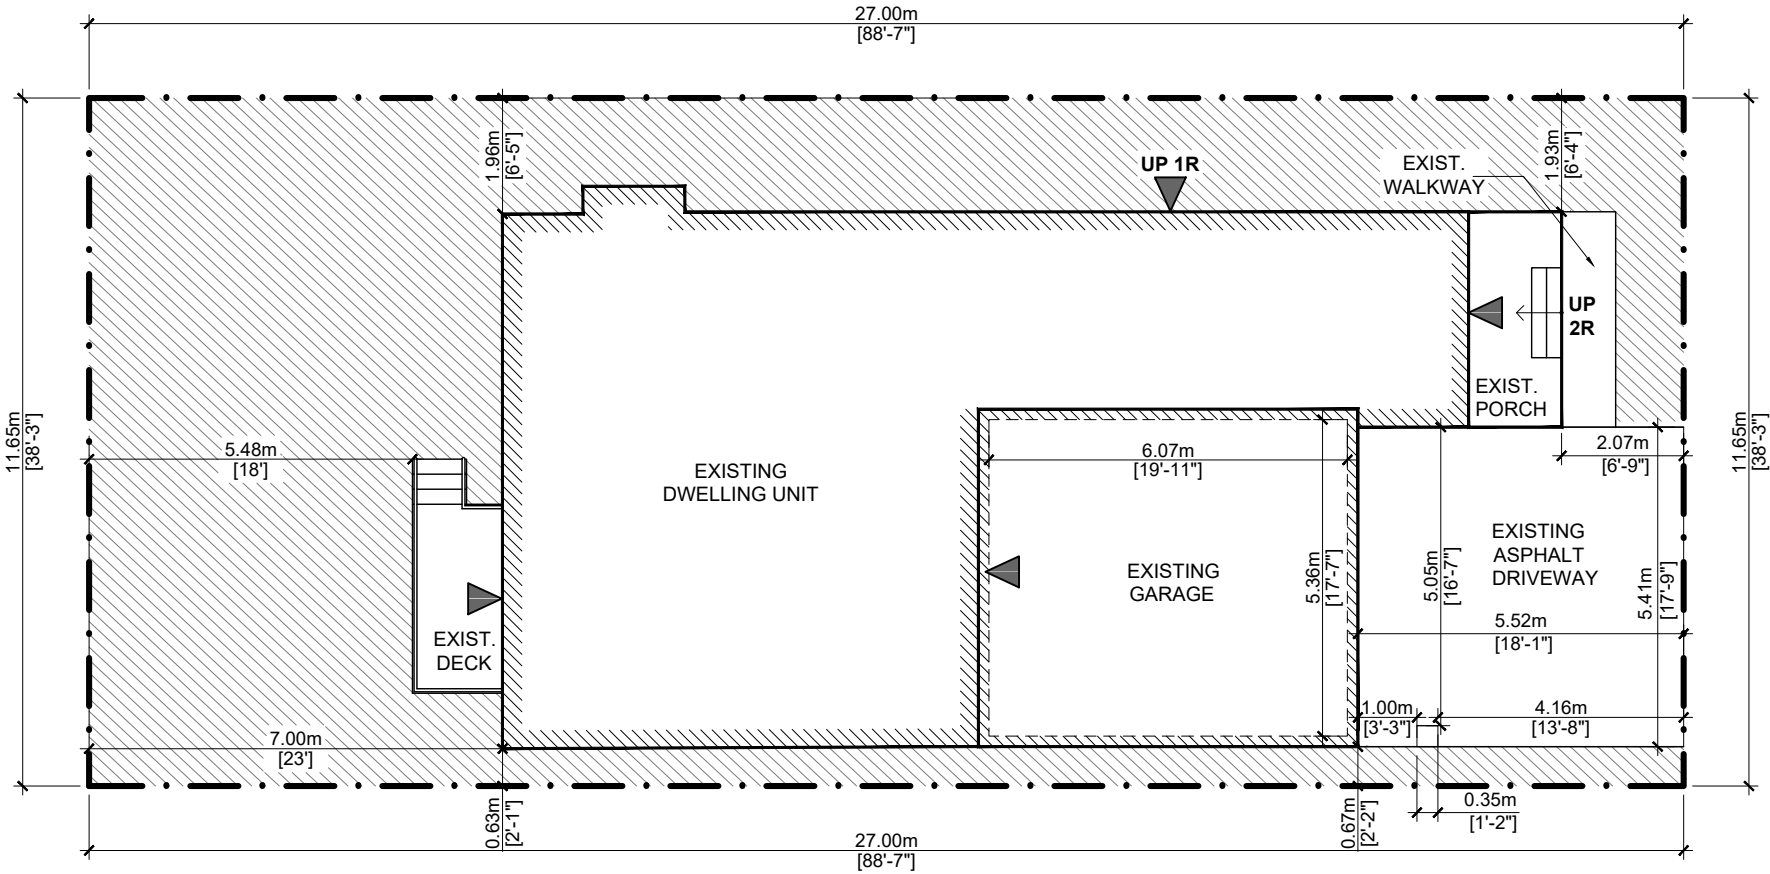 27.00m
[88'-7"]
1.96m
[6'-5"]
UP 1R
EXIST.
WALKWAY
1.93m
[6'-4"]
UP
2R
EXIST.
PORCH
11.65m
[38'-3"]
5.48m
[18']
EXISTING
DWELLING UNIT
6.07m
[19'-11"]
2.07m
[6'-9"]
11.65m
[38'-3"]
EXISTING
GARAGE
5.36m
[17'-7"]
5.05m
[16'-7"]
EXISTING
ASPHALT
DRIVEWAY
5.41m
[17'-9"]
5.52m
[18'-1"]
EXIST.
DECK
7.00m
[23']
1.00m
[3'-3"]
4.16m
[13'-8"]
0.63m
[2'-1"]
0.67m
[2'-2"]
0.35m
[1'-2"]
27.00m
[88'-7"]